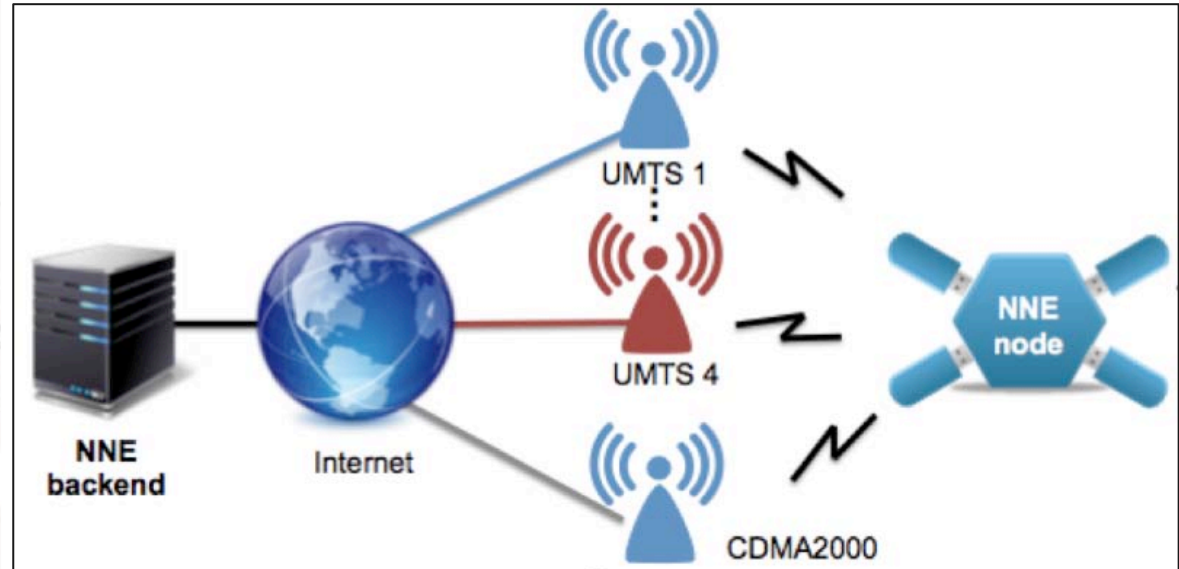 UMTS 1
UMTS 4
NNE
node
NNE
backend
Internet
CDMA2000